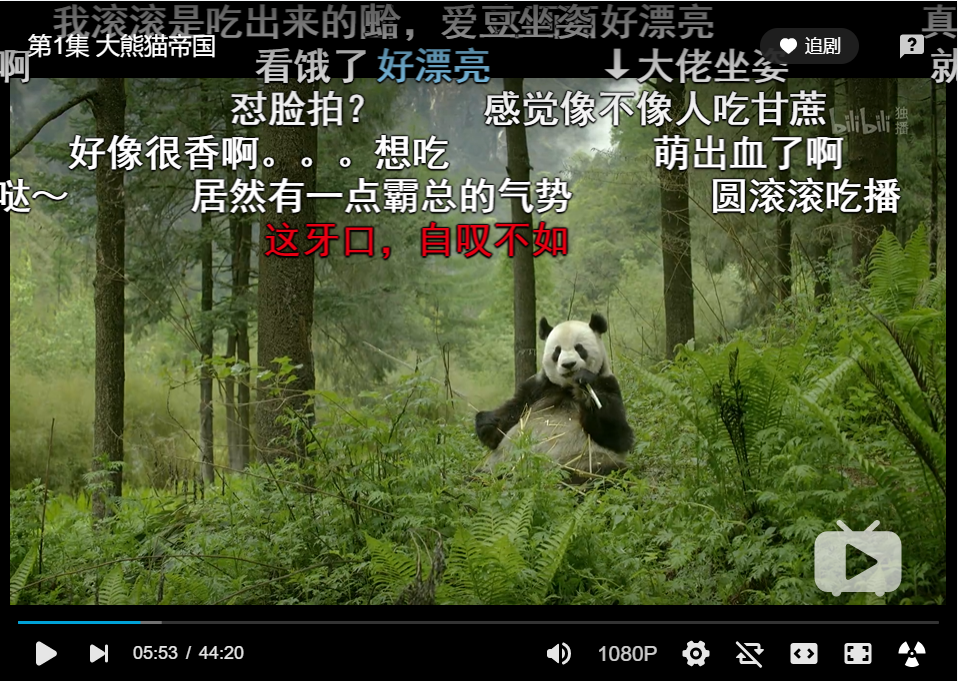 我滚滚是吃出来的 爱豆坐姿好漂亮 真
第1集 大熊猫帝国
追剧
啊 看饿了 好漂亮 ↓大佬坐姿 就
怼脸拍? 感觉像不像人吃甘蔗
bilibili 独播
好像很香啊。。。想吃 萌出血了啊
哒～ 居然有一点霸总的气势 圆滚滚吃播
这牙口，自叹不如
05:53 / 44:20
1080P